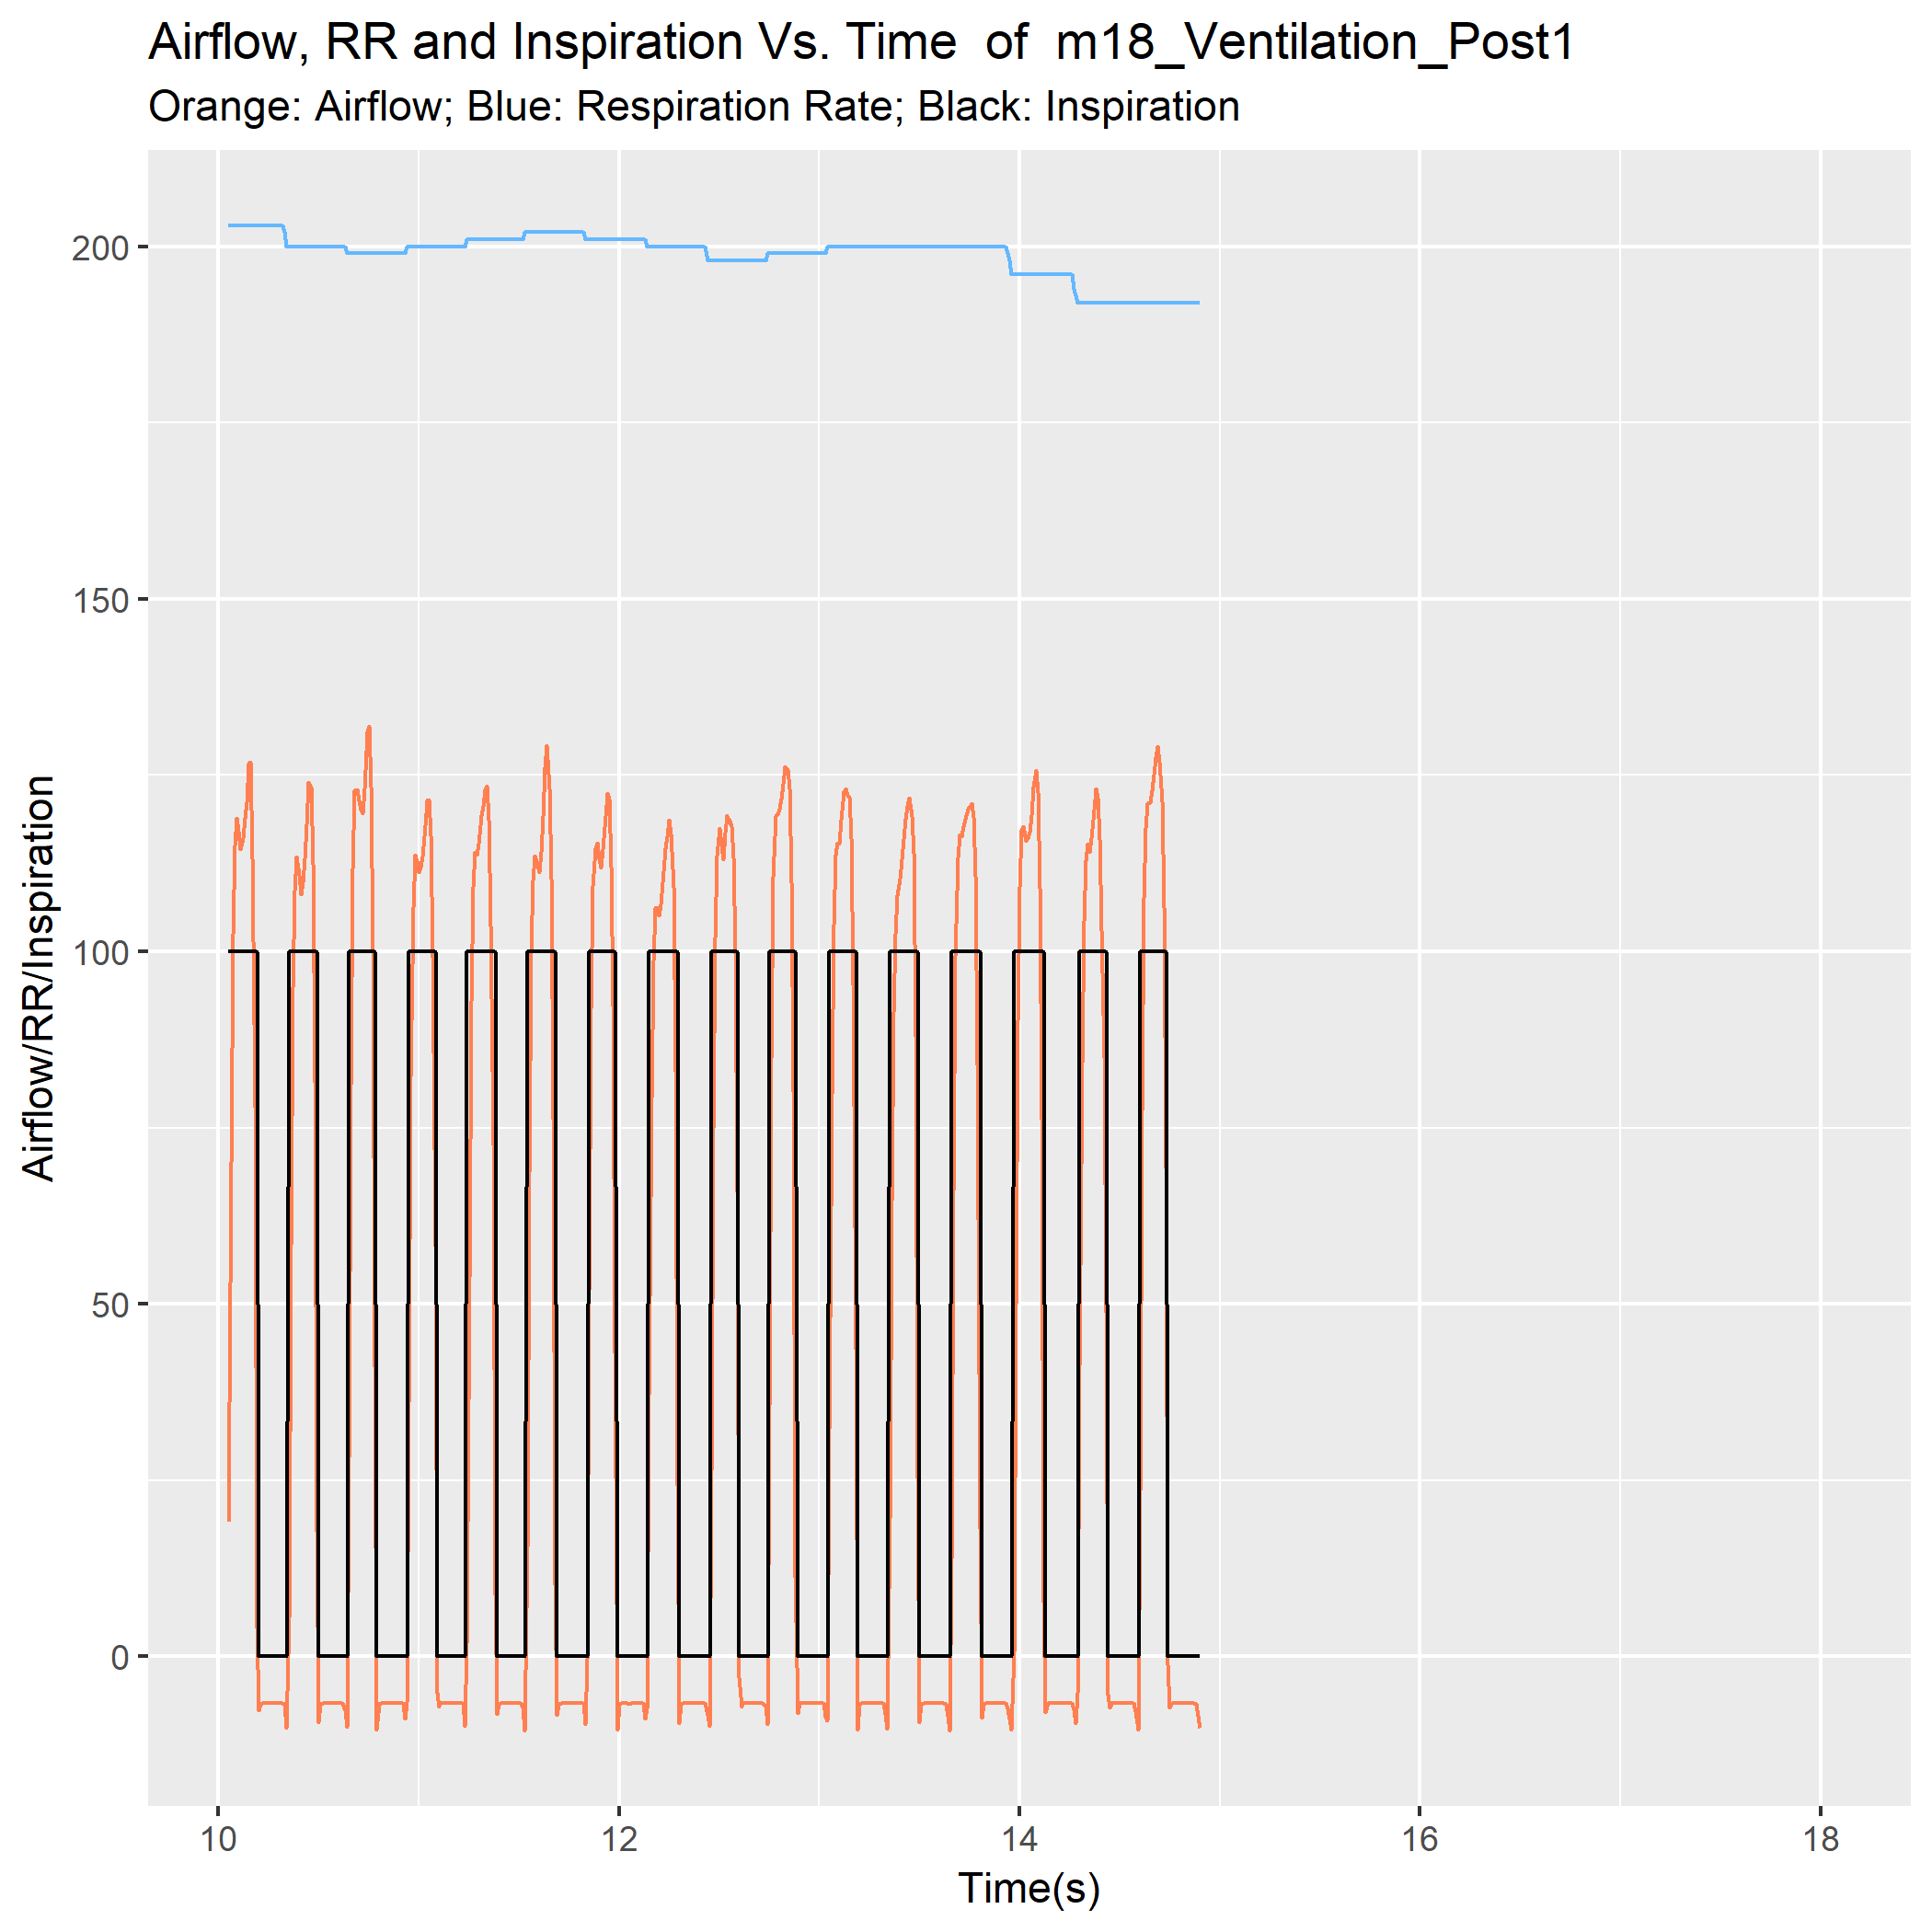 Airflow, RR and Inspiration Vs. Time  of  m18_Ventilation_Post1
Orange: Airflow; Blue: Respiration Rate; Black: Inspiration
Airflow/RR/Inspiration
200
150
100
50
0
10 12 14 16 18
Time(s)